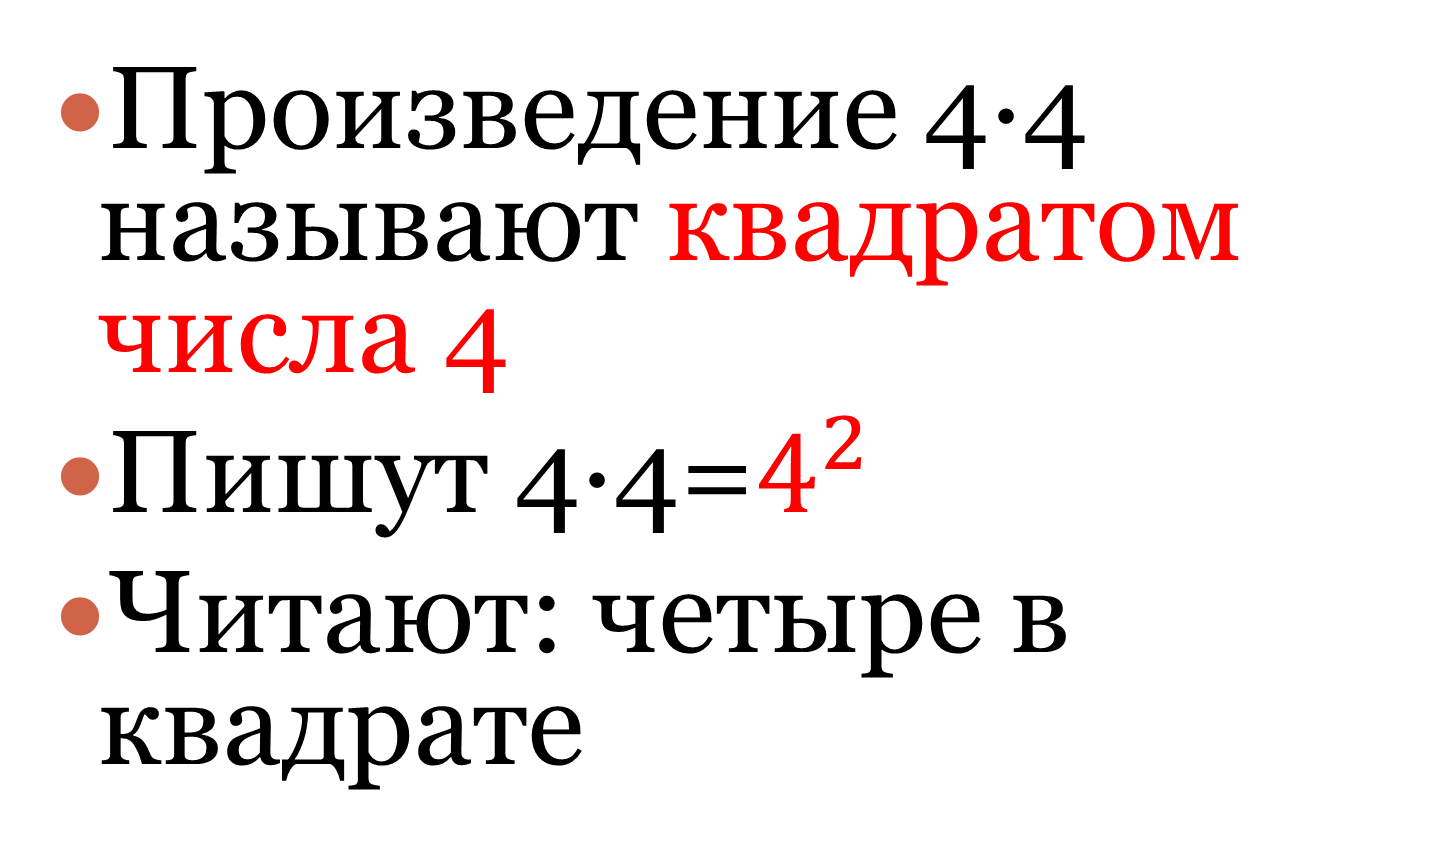 •Произведение 4·4
называют квадратом
числа 4
•Пишут 4·4=4²
•Читают: четыре в
квадрате